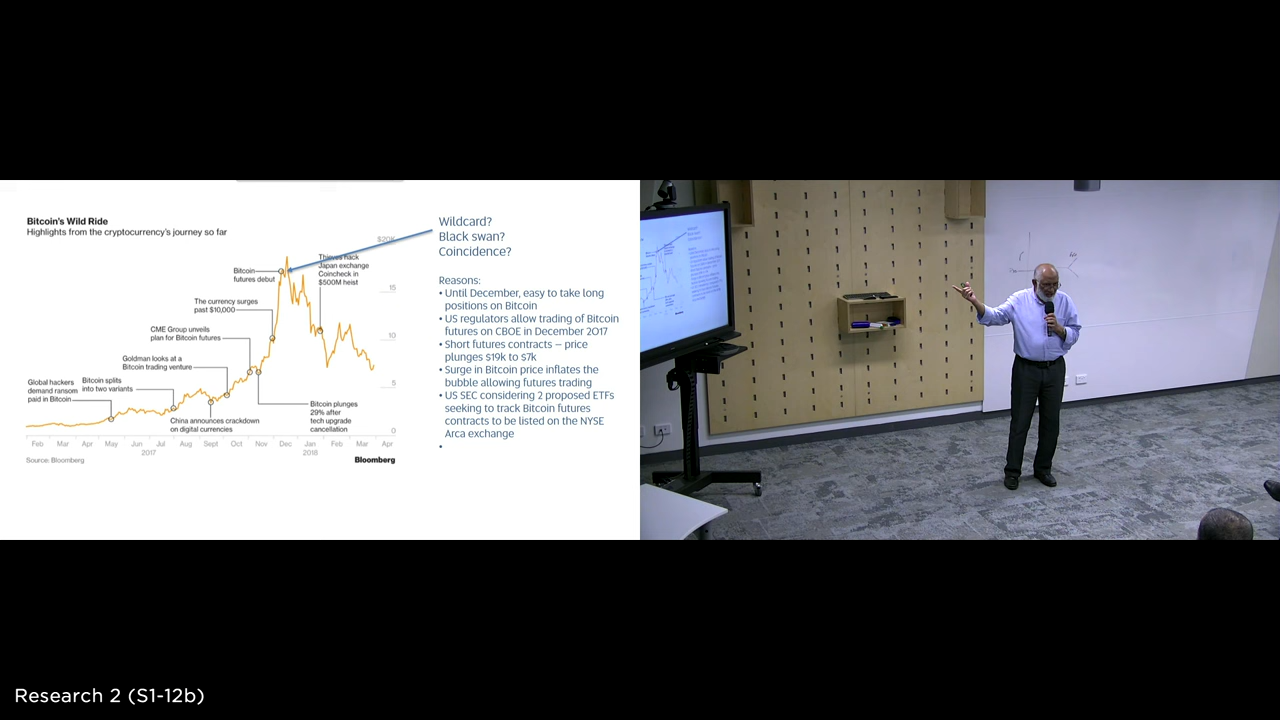 Bitcoin's Wild Ride
Highlights from the cryptocurrency's journey so far
$20K
15
10
5
0
Global hackers
demand ransom
paid in Bitcoin
Bitcoin splits
into two variants
Goldman looks at a
Bitcoin trading venture
CME Group unveils
plan for Bitcoin futures
The currency surges
past $10,000
Bitcoin
futures debut
Thieves hack
Japan exchange
Coincheck in
$500M heist
China announces crackdown
on digital currencies
Bitcoin plunges
29% after
tech upgrade
cancellation
Feb Mar Apr May Jun Jul Aug Sept Oct Nov Dec Jan Feb Mar Apr
2017 2018
Source: Bloomberg
Bloomberg
Wildcard?
Black swan?
Coincidence?
Reasons:
• Until December, easy to take long
positions on Bitcoin
• US regulators allow trading of Bitcoin
futures on CBOE in December 2017
• Short futures contracts – price
plunges $19k to $7k
• Surge in Bitcoin price inflates the
bubble allowing futures trading
• US SEC considering 2 proposed ETFs
seeking to track Bitcoin futures
contracts to be listed on the NYSE
Arca exchange
•
Research 2 (S1-12b)